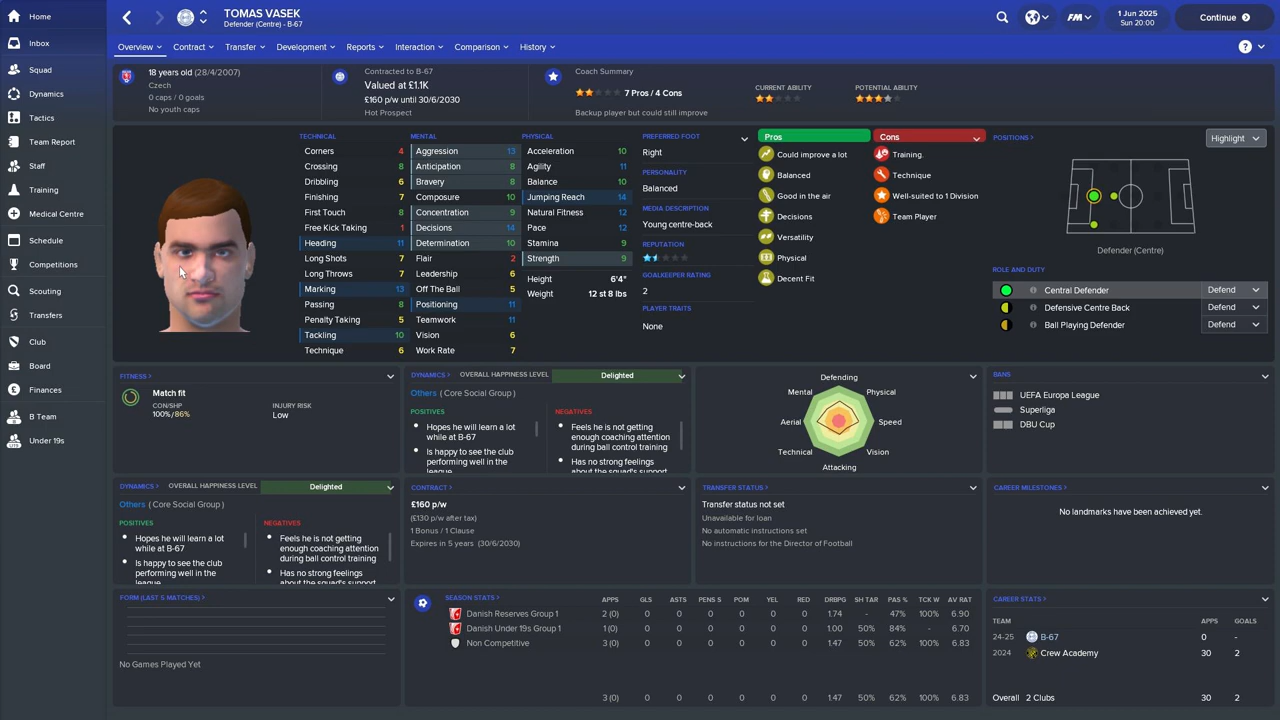 Home
Inbox
Squad
Dynamics
Tactics
Team Report
Staff
Training
Medical Centre
Schedule
Competitions
Scouting
Transfers
Club
Board
Finances
B Team
Under 19s
TOMAS VASEK
Defender (Centre) - B-67
FM
1 Jun 2025
Sun 20:00
Continue
Overview Contract Transfer Development Reports Interaction Comparison History
?
18 years old (28/4/2007)
Czech
0 caps / 0 goals
No youth caps
Contracted to B-67
Valued at £1.1K
£160 p/w until 30/6/2030
Hot Prospect
Coach Summary
7 Pros / 4 Cons
Backup player but could still improve
CURRENT ABILITY
POTENTIAL ABILITY
TECHNICAL
Corners 4
Crossing 8
Dribbling 6
Finishing 7
First Touch 8
Free Kick Taking 1
Heading 11
Long Shots 7
Long Throws 7
Marking 13
Passing 8
Penalty Taking 5
Tackling 10
Technique 6
MENTAL
Aggression 13
Anticipation 8
Bravery 8
Composure 10
Concentration 9
Decisions 14
Determination 10
Flair 2
Leadership 6
Off The Ball 5
Positioning 11
Teamwork 11
Vision 6
Work Rate 7
PHYSICAL
Acceleration 10
Agility 11
Balance 10
Jumping Reach 14
Natural Fitness 12
Pace 12
Stamina 9
Strength 9
Height 6'4"
Weight 12 st 8 lbs
PREFERRED FOOT
Right
PERSONALITY
Balanced
MEDIA DESCRIPTION
Young centre-back
REPUTATION
GOALKEEPER RATING
2
PLAYER TRAITS
None
Pros
Could improve a lot
Balanced
Good in the air
Decisions
Versatility
Physical
Decent Fit
Cons
Training.
Technique
Well-suited to 1 Division
Team Player
POSITIONS >
Highlight
Defender (Centre)
ROLE AND DUTY
Central Defender Defend
Defensive Centre Back Defend
Ball Playing Defender Defend
FITNESS >
Match fit
CON/SHP
100%/86%
INJURY RISK
Low
DYNAMICS > OVERALL HAPPINESS LEVEL Delighted
Others ( Core Social Group )
POSITIVES
Hopes he will learn a lot
while at B-67
Is happy to see the club
performing well in the
league
NEGATIVES
Feels he is not getting
enough coaching attention
during ball control training
Has no strong feelings
about the squad's support
Defending
Physical
Speed
Vision
Attacking
Technical
Aerial
Mental
BANS
UEFA Europa League
Superliga
DBU Cup
DYNAMICS > OVERALL HAPPINESS LEVEL Delighted
Others ( Core Social Group )
POSITIVES
Hopes he will learn a lot
while at B-67
Is happy to see the club
performing well in the
league
NEGATIVES
Feels he is not getting
enough coaching attention
during ball control training
Has no strong feelings
about the squad's support
CONTRACT >
£160 p/w
(£130 p/w after tax)
1 Bonus / 1 Clause
Expires in 5 years (30/6/2030)
TRANSFER STATUS >
Transfer status not set
Unavailable for loan
No automatic instructions set
No instructions for the Director of Football
CAREER MILESTONES >
No landmarks have been achieved yet.
FORM (LAST 5 MATCHES) >
No Games Played Yet
SEASON STATS > APPS GLS ASTS PENS S POM YEL RED DRBPG SH TAR PAS % TCK W AV RAT
Danish Reserves Group 1 2 (0) 0 0 0 0 0 0 1.74 - 47% 100% 6.90
Danish Under 19s Group 1 1 (0) 0 0 0 0 0 0 1.00 50% 84% - 6.70
Non Competitive 3 (0) 0 0 0 0 0 0 1.47 50% 62% 100% 6.83
3 (0) 0 0 0 0 0 0 1.47 50% 62% 100% 6.83
CAREER STATS >
TEAM APPS GOALS
24-25 B-67 0 -
2024 Crew Academy 30 2
Overall 2 Clubs 30 2